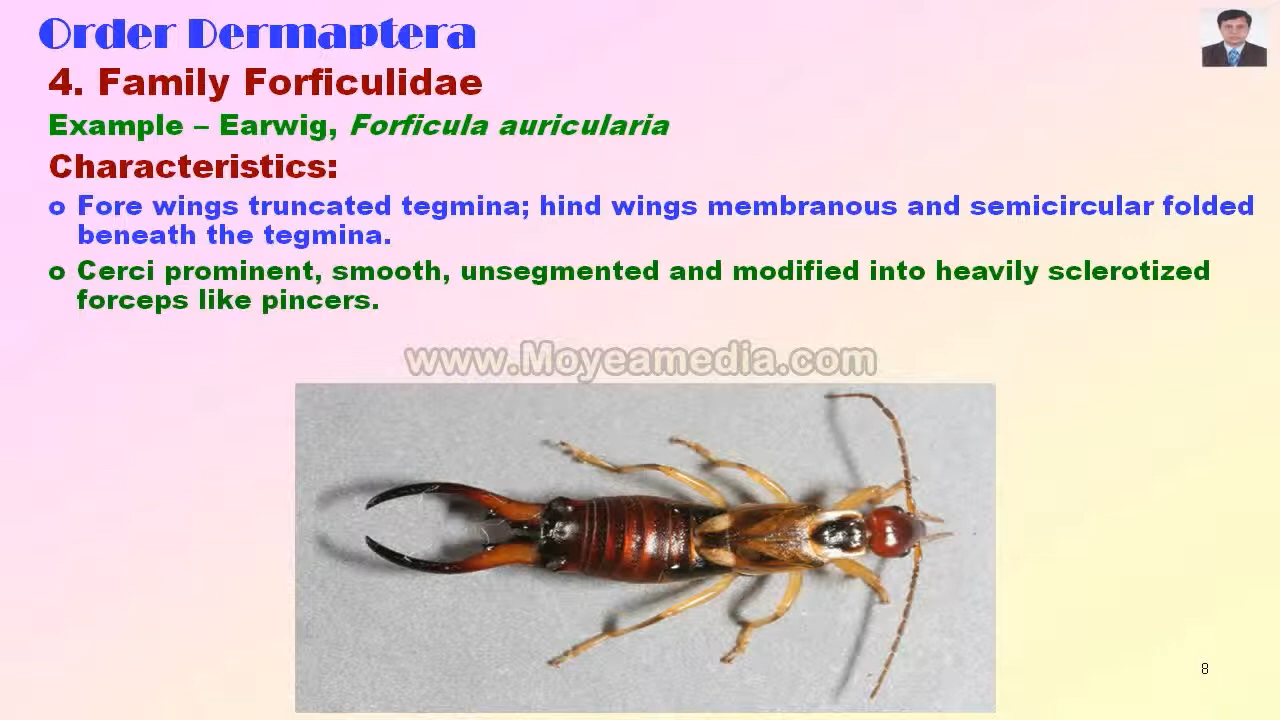 Order Dermaptera
4. Family Forficulidae
Example – Earwig, Forficula auricularia
Characteristics:
o Fore wings truncated tegmina; hind wings membranous and semicircular folded
beneath the tegmina.
o Cerci prominent, smooth, unsegmented and modified into heavily sclerotized
forceps like pincers.
www.Moyeamedia.com
8